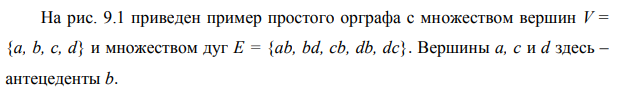 На рис. 9.1 приведен пример простого орграфа с множеством вершин V =
{a, b, c, d} и множеством дуг E = {ab, bd, cb, db, dc}. Вершины a, c и d здесь –
антецеденты b.